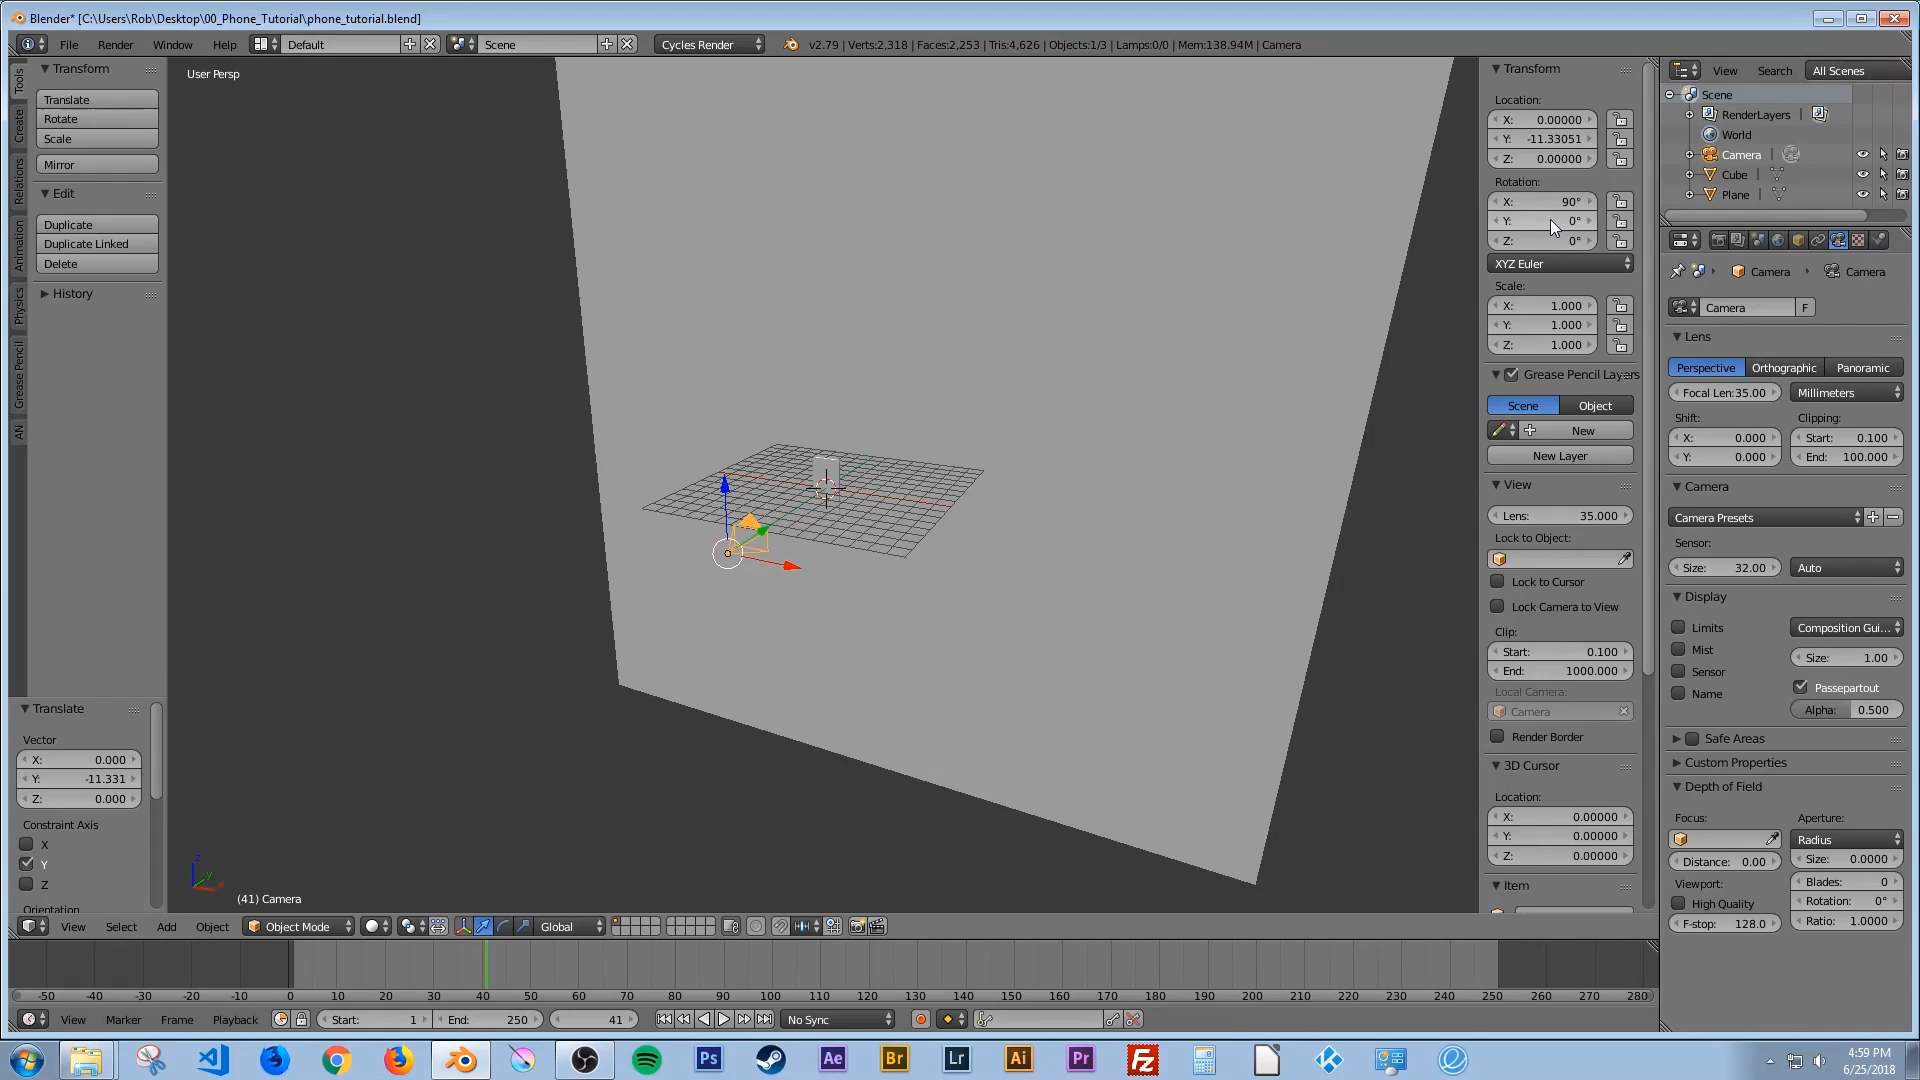 Blender* [C:\Users\Rob\Desktop\00_Phone_Tutorial\phone_tutorial.blend]
File Render Window Help Default Scene Cycles Render v2.79 | Verts:2,318 | Faces:2,253 | Tris:4,626 | Objects:1/3 | Lamps:0/0 | Mem:138.94M | Camera
Tools
Create
Relations
Animation
Physics
Grease Pencil
AN
Transform
Translate
Rotate
Scale
Mirror
Edit
Duplicate
Duplicate Linked
Delete
History
Translate
Vector
X: 0.000
Y: -11.331
Z: 0.000
Constraint Axis
X
Y
Z
Orientation
User Persp
z
y
x
(41) Camera
Transform
Location:
X: 0.00000
Y: -11.33051
Z: 0.00000
Rotation:
X: 90°
Y: 0°
Z: 0°
XYZ Euler
Scale:
X: 1.000
Y: 1.000
Z: 1.000
Grease Pencil Layers
Scene Object
New
New Layer
View
Lens: 35.000
Lock to Object:
Lock to Cursor
Lock Camera to View
Clip:
Start: 0.100
End: 1000.000
Local Camera:
Camera
Render Border
3D Cursor
Location:
X: 0.00000
Y: 0.00000
Z: 0.00000
Item
View Search All Scenes
Scene
RenderLayers
World
Camera
Cube
Plane
Camera Camera
Camera F
Lens
Perspective Orthographic Panoramic
Focal Len:35.00 Millimeters
Shift: Clipping:
X: 0.000 Start: 0.100
Y: 0.000 End: 100.000
Camera
Camera Presets
Sensor:
Size: 32.00 Auto
Display
Limits Composition Gui...
Mist Size: 1.00
Sensor Passepartout
Name Alpha: 0.500
Safe Areas
Custom Properties
Depth of Field
Focus: Aperture:
Radius
Distance: 0.00 Size: 0.0000
Viewport: Blades: 0
High Quality Rotation: 0°
F-stop: 128.0 Ratio: 1.0000
View Select Add Object Object Mode Global
-50 -40 -30 -20 -10 0 10 20 30 40 50 60 70 80 90 100 110 120 130 140 150 160 170 180 190 200 210 220 230 240 250 260 270 280
View Marker Frame Playback Start: 1 End: 250 41 No Sync
Ps Ae Br Lr Ai Pr Fz
4:59 PM
6/25/2018